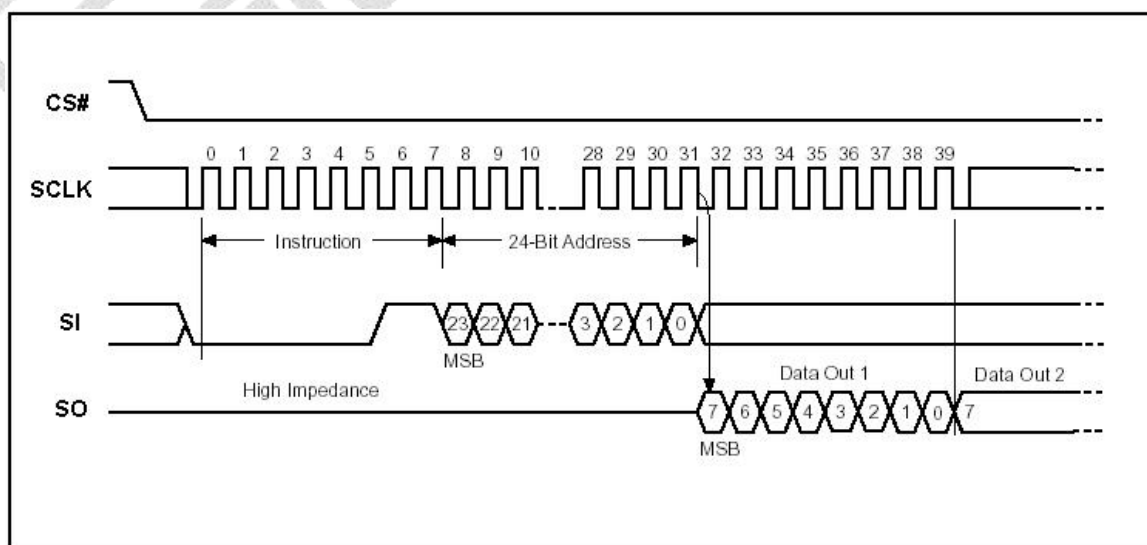 CS#
0 1 2 3 4 5 6 7 8 9 10 28 29 30 31 32 33 34 35 36 37 38 39
SCLK
Instruction 24-Bit Address
SI
23 22 21 3 2 1 0
MSB
High Impedance Data Out 1 Data Out 2
SO
7 6 5 4 3 2 1 0 7
MSB